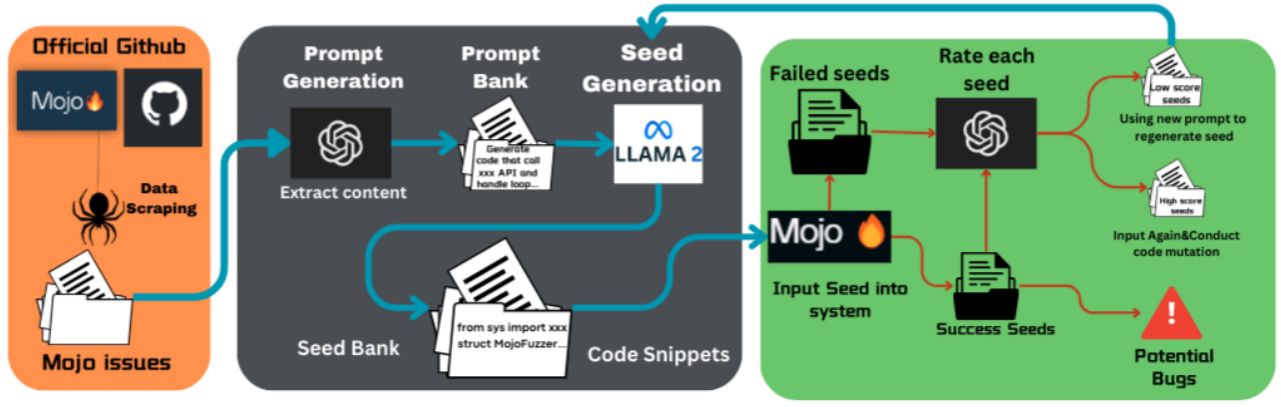 Official Github
Mojo🔥
Data
Scraping
Mojo issues
Prompt
Generation
Extract content
Prompt
Bank
Generate
code that call
xxx API and
handle loop...
Seed
Generation
LLAMA 2
Seed Bank
from sys import xxx
struct MojoFuzzer...
Code Snippets
Failed seeds
Mojo 🔥
Input Seed into
system
Rate each
seed
Success Seeds
Low score
seeds
Using new prompt to
regenerate seed
High score
seeds
Input Again&Conduct
code mutation
!
Potential
Bugs